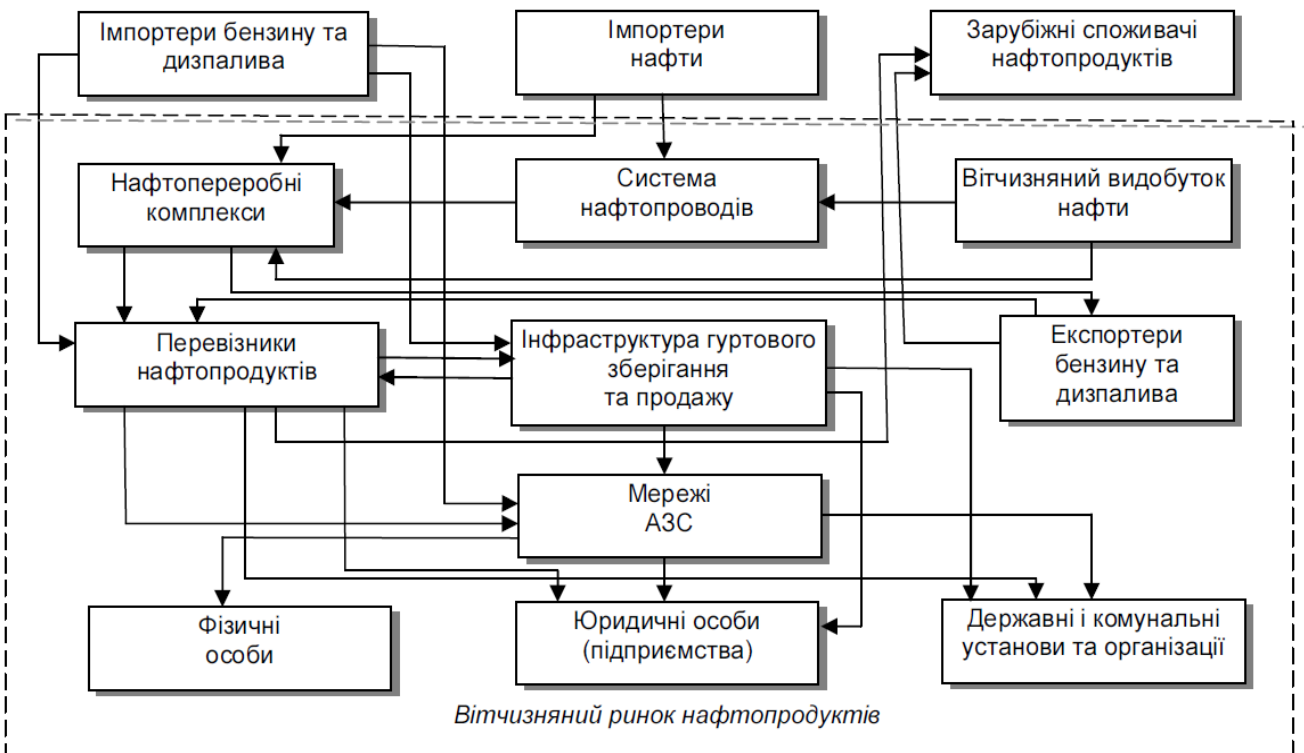 Імпортери бензину та
дизпалива
Імпортери
нафти
Зарубіжні споживачі
нафтопродуктів
Нафтопереробні
комплекси
Система
нафтопроводів
Вітчизняний видобуток
нафти
Перевізники
нафтопродуктів
Інфраструктура гуртового
зберігання
та продажу
Експортери
бензину та
дизпалива
Мережі
АЗС
Фізичні
особи
Юридичні особи
(підприємства)
Державні і комунальні
установи та організації
Вітчизняний ринок нафтопродуктів